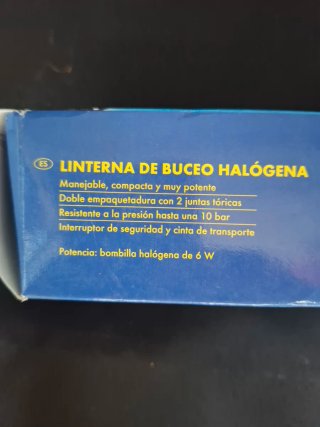 ES LINTERNA DE BUCEO HALÓGENA
Manejable, compacta y muy potente
Doble empaquetadura con 2 juntas tóricas
Resistente a la presión hasta una 10 bar
Interruptor de seguridad y cinta de transporte
Potencia: bombilla halógena de 6 W